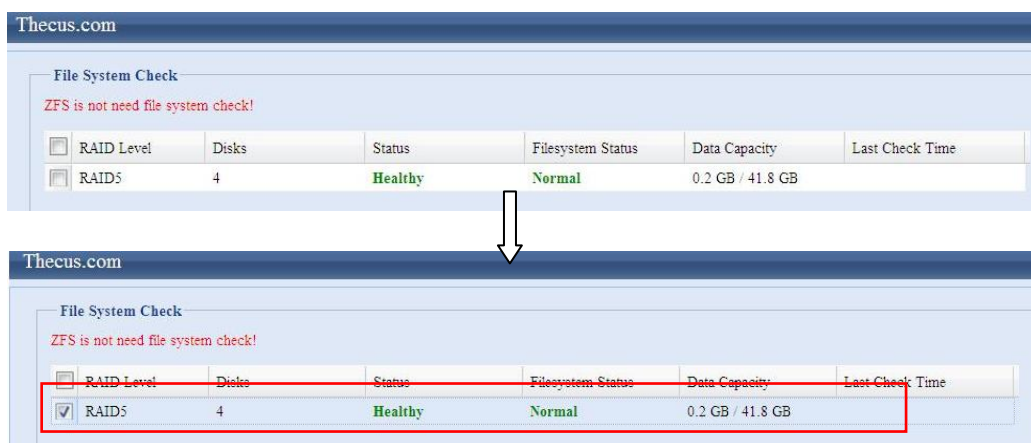 Thecus.com
File System Check
ZFS is not need file system check!
RAID Level Disks Status Filesystem Status Data Capacity Last Check Time
RAID5 4 Healthy Normal 0.2 GB / 41.8 GB
Thecus.com
File System Check
ZFS is not need file system check!
RAID Level Disks Status Filesystem Status Data Capacity Last Check Time
RAID5 4 Healthy Normal 0.2 GB / 41.8 GB